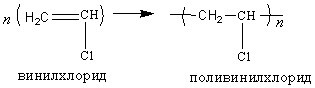 n (H₂C=CH) → (CH₂—CH)n
Cl Cl
винилхлорид поливинилхлорид